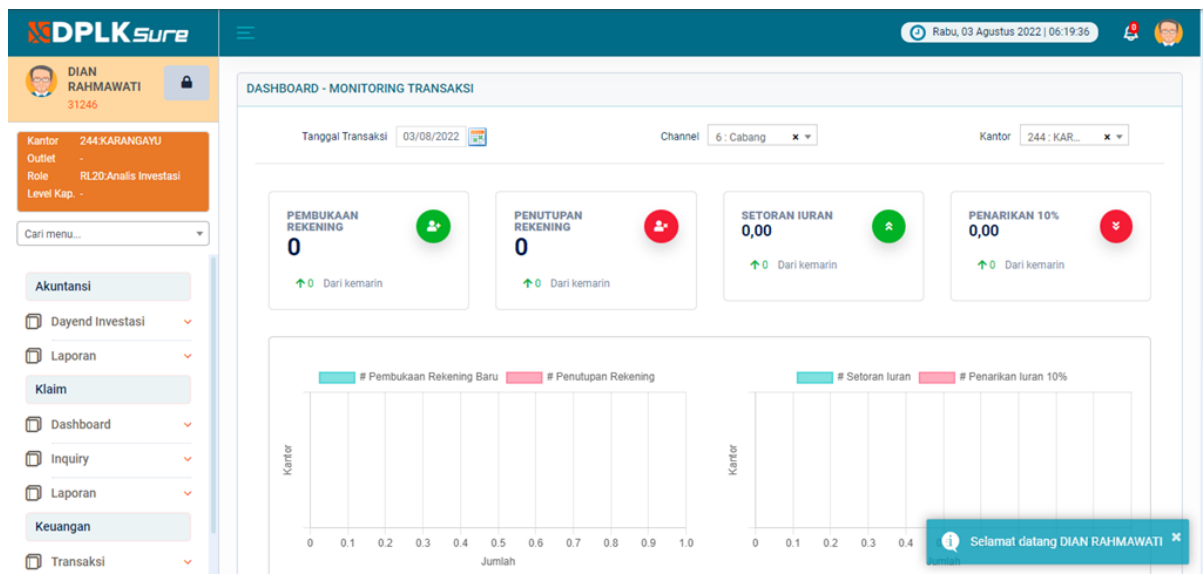 DPLKSure
Rabu, 03 Agustus 2022 | 06:19:36
0
DIAN
RAHMAWATI
31246
Kantor 244:KARANGAYU
Outlet -
Role RL20:Analis Investasi
Level Kap. -
Cari menu...
Akuntansi
Dayend Investasi
Laporan
Klaim
Dashboard
Inquiry
Laporan
Keuangan
Transaksi
DASHBOARD - MONITORING TRANSAKSI
Tanggal Transaksi 03/08/2022
Channel 6 : Cabang x
Kantor 244 : KAR... x
PEMBUKAAN
REKENING
0
0 Dari kemarin
PENUTUPAN
REKENING
0
0 Dari kemarin
SETORAN IURAN
0,00
0 Dari kemarin
PENARIKAN 10%
0,00
0 Dari kemarin
# Pembukaan Rekening Baru # Penutupan Rekening
Kantor
0 0.1 0.2 0.3 0.4 0.5 0.6 0.7 0.8 0.9 1.0
Jumlah
# Setoran Iuran # Penarikan Iuran 10%
Kantor
0 0.1 0.2 0.3 0.4
Jumlah
Selamat datang DIAN RAHMAWATI ×